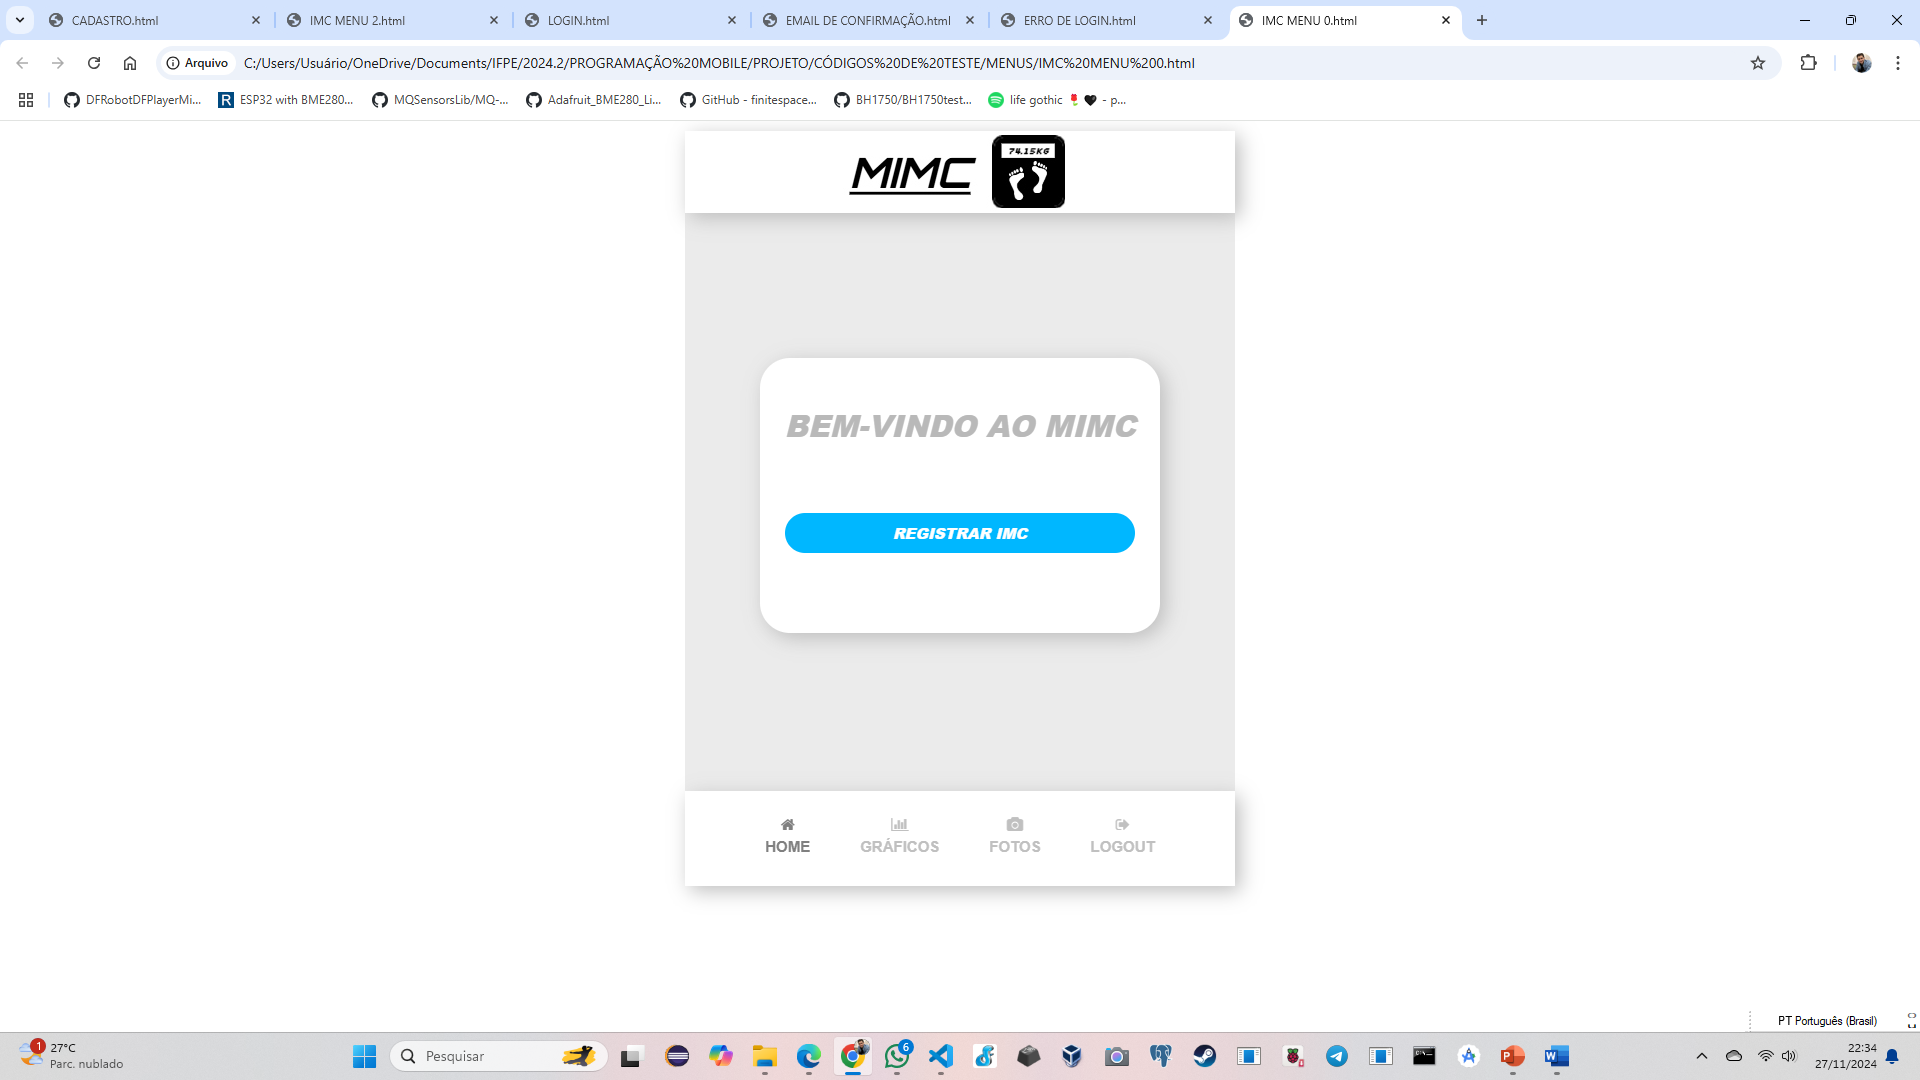 CADASTRO.html
IMC MENU 2.html
LOGIN.html
EMAIL DE CONFIRMAÇÃO.html
ERRO DE LOGIN.html
IMC MENU 0.html
Arquivo
C:/Users/Usuário/OneDrive/Documents/IFPE/2024.2/PROGRAMAÇÃO%20MOBILE/PROJETO/CÓDIGOS%20DE%20TESTE/MENUS/IMC%20MENU%200.html
DFRobotDFPlayerMi...
R
ESP32 with BME280...
MQSensorsLib/MQ-...
Adafruit_BME280_Li...
GitHub - finitespace...
BH1750/BH1750test...
life gothic 🌹🖤 - p...
MIMC
74.15KG
BEM-VINDO AO MIMC
REGISTRAR IMC
HOME
GRÁFICOS
FOTOS
LOGOUT
PT Português (Brasil)
1
27°C
Parc. nublado
Pesquisar
6
22:34
27/11/2024